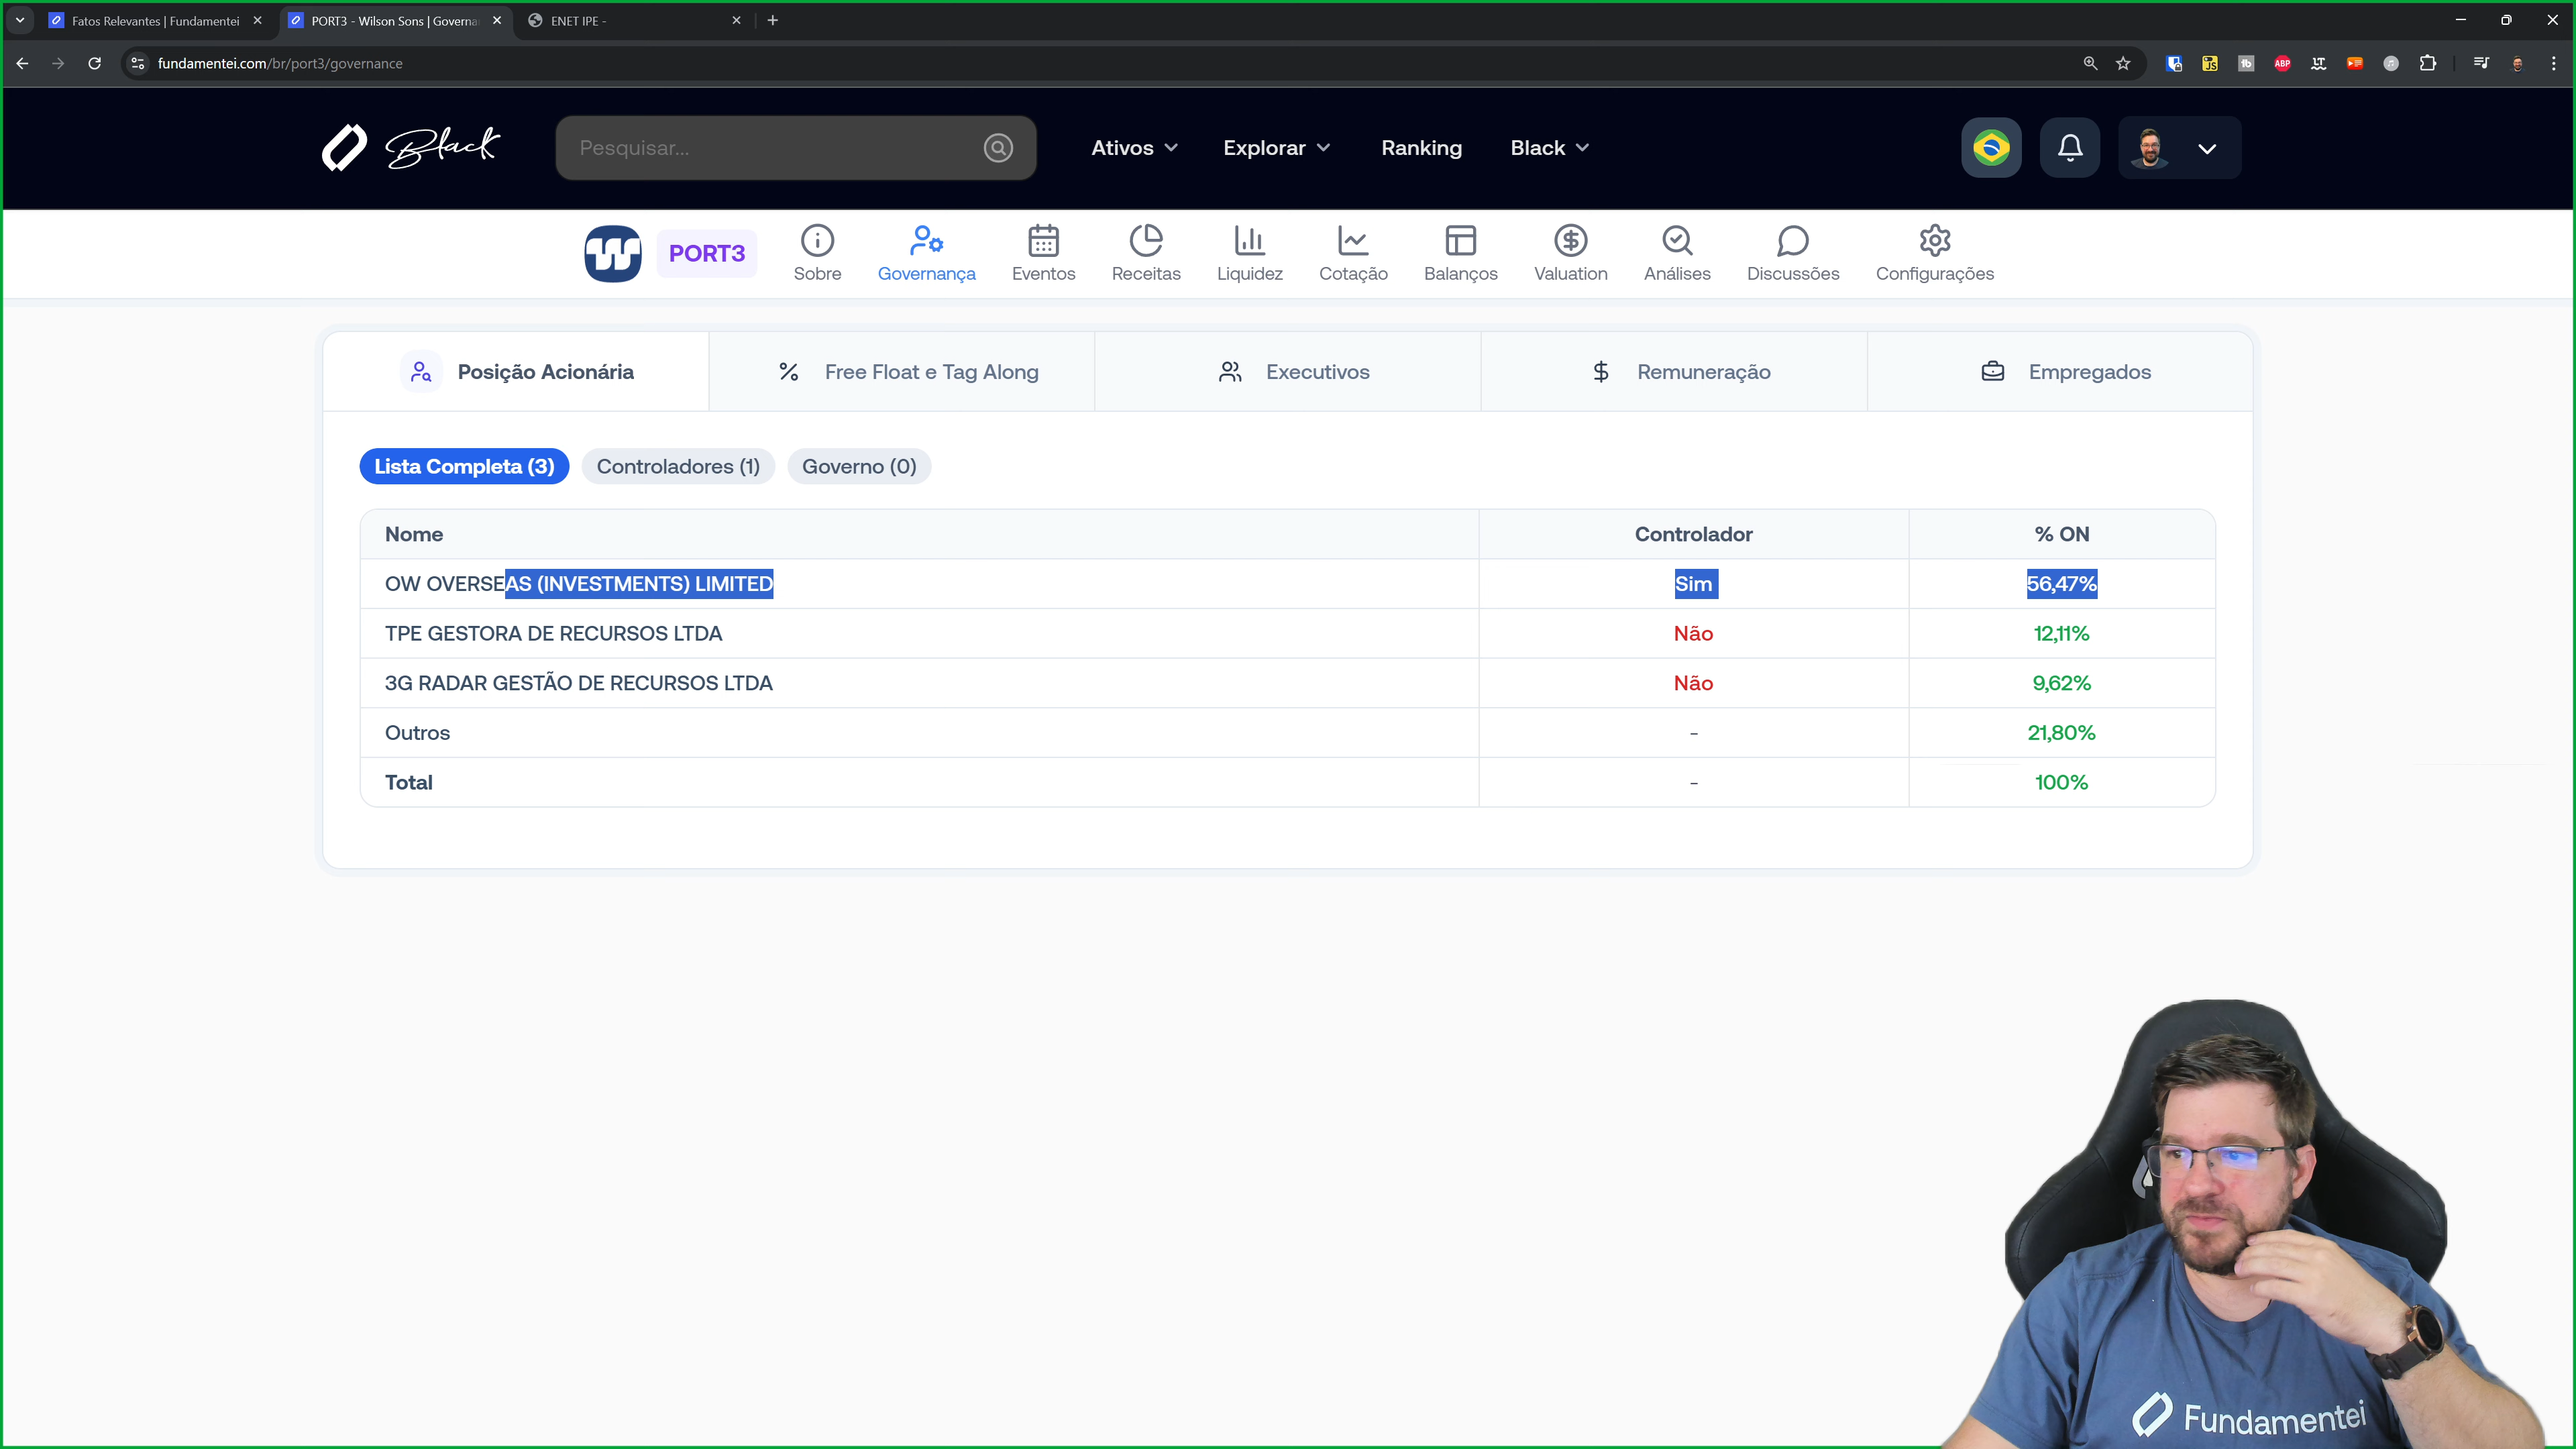 Fatos Relevantes | Fundamentei
PORT3 - Wilson Sons | Governa
ENET IPE -
fundamentei.com/br/port3/governance
Black
Pesquisar...
Ativos
Explorar
Ranking
Black
PORT3
Sobre
Governança
Eventos
Receitas
Liquidez
Cotação
Balanços
Valuation
Análises
Discussões
Configurações
Posição Acionária
Free Float e Tag Along
Executivos
Remuneração
Empregados
Lista Completa (3)
Controladores (1)
Governo (0)
Nome Controlador % ON
OW OVERSEAS (INVESTMENTS) LIMITED Sim 56,47%
TPE GESTORA DE RECURSOS LTDA Não 12,11%
3G RADAR GESTÃO DE RECURSOS LTDA Não 9,62%
Outros - 21,80%
Total - 100%
Fundamentei